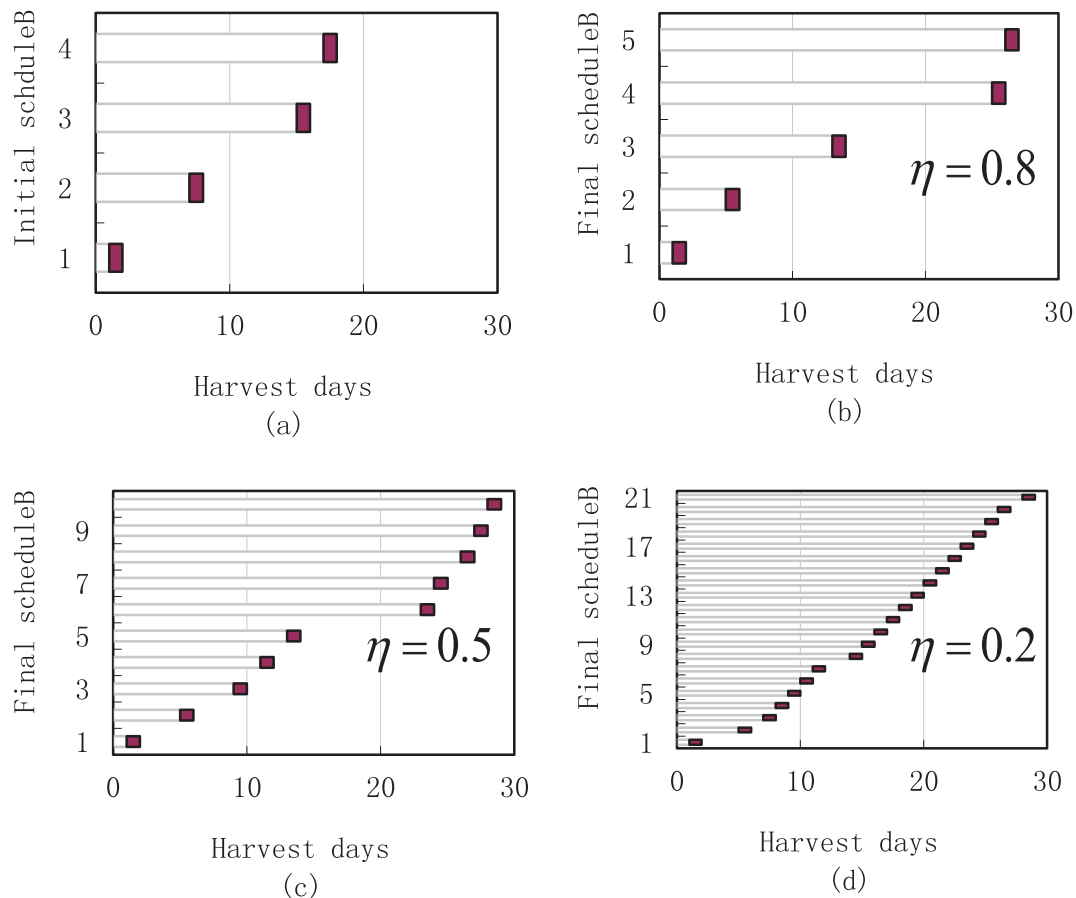 Initial schduleB
4
3
2
1
0 10 20 30
Harvest days
(a)
Final scheduleB
5
4
3
2
1
η = 0.8
0 10 20 30
Harvest days
(b)
Final scheduleB
9
7
5
3
1
η = 0.5
0 10 20 30
Harvest days
(c)
Final scheduleB
21
17
13
9
5
1
η = 0.2
0 10 20 30
Harvest days
(d)